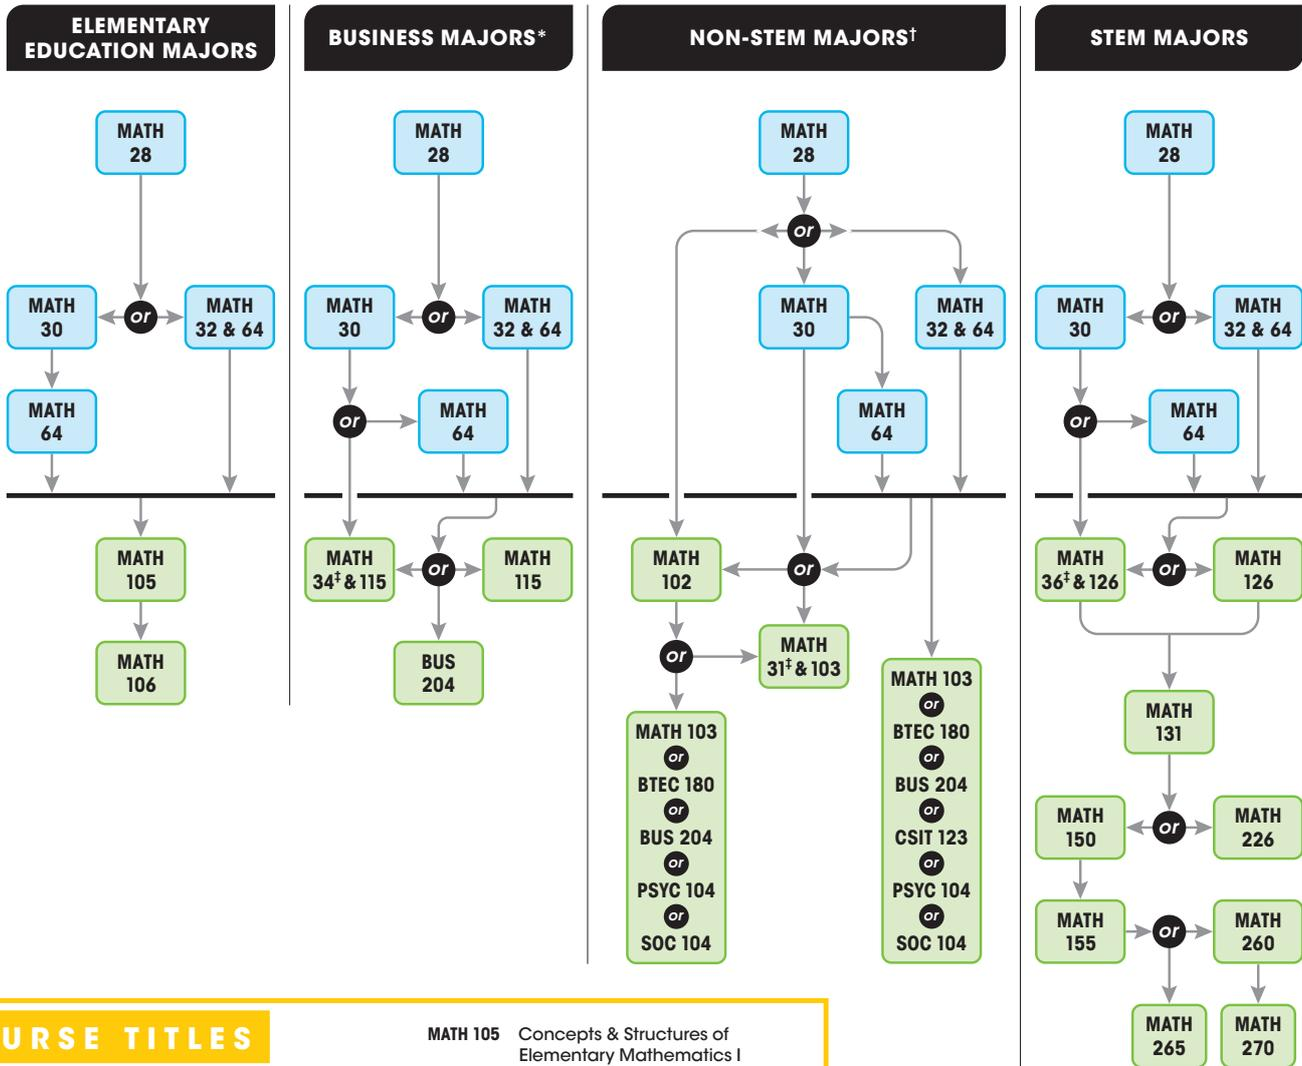 ELEMENTARY
EDUCATION MAJORS
MATH
28
MATH
30
or
MATH
32 & 64
MATH
64
MATH
105
MATH
106
BUSINESS MAJORS*
MATH
28
MATH
30
or
MATH
32 & 64
or
MATH
64
MATH
34‡ & 115
or
MATH
115
BUS
204
NON-STEM MAJORS†
MATH
28
or
MATH
30
MATH
32 & 64
MATH
64
MATH
102
or
or
MATH
31‡ & 103
MATH 103
or
BTEC 180
or
BUS 204
or
PSYC 104
or
SOC 104
MATH 103
or
BTEC 180
or
BUS 204
or
CSIT 123
or
PSYC 104
or
SOC 104
STEM MAJORS
MATH
28
MATH
30
or
MATH
32 & 64
or
MATH
64
MATH
36‡ & 126
or
MATH
126
MATH
131
MATH
150
or
MATH
226
MATH
155
or
MATH
260
MATH
265
MATH
270
URSE TITLES
MATH 105 Concepts & Structures of
Elementary Mathematics I